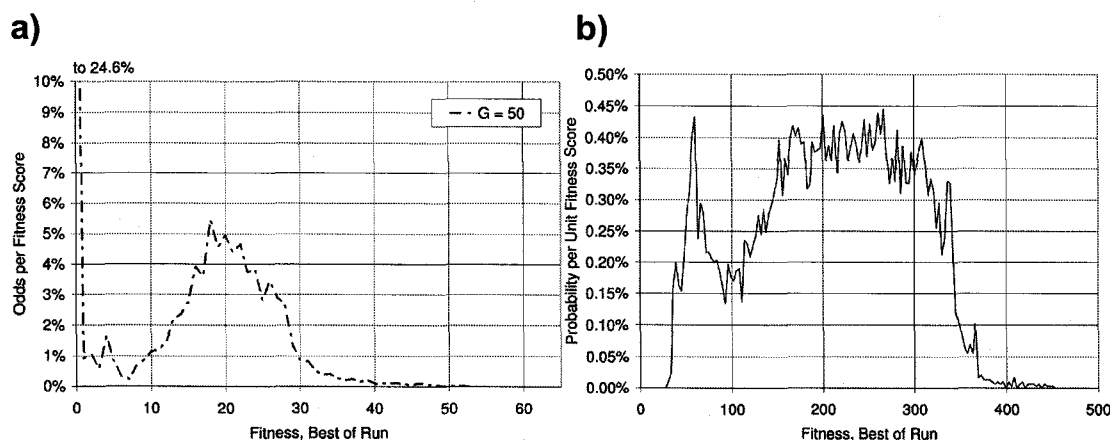 a)
to 24.6%
10%
9%
8%
7%
6%
5%
4%
3%
2%
1%
0%
Odds per Fitness Score
G = 50
0 10 20 30 40 50 60
Fitness, Best of Run
b)
0.50%
0.45%
0.40%
0.35%
0.30%
0.25%
0.20%
0.15%
0.10%
0.05%
0.00%
Probability per Unit Fitness Score
0 100 200 300 400 500
Fitness, Best of Run